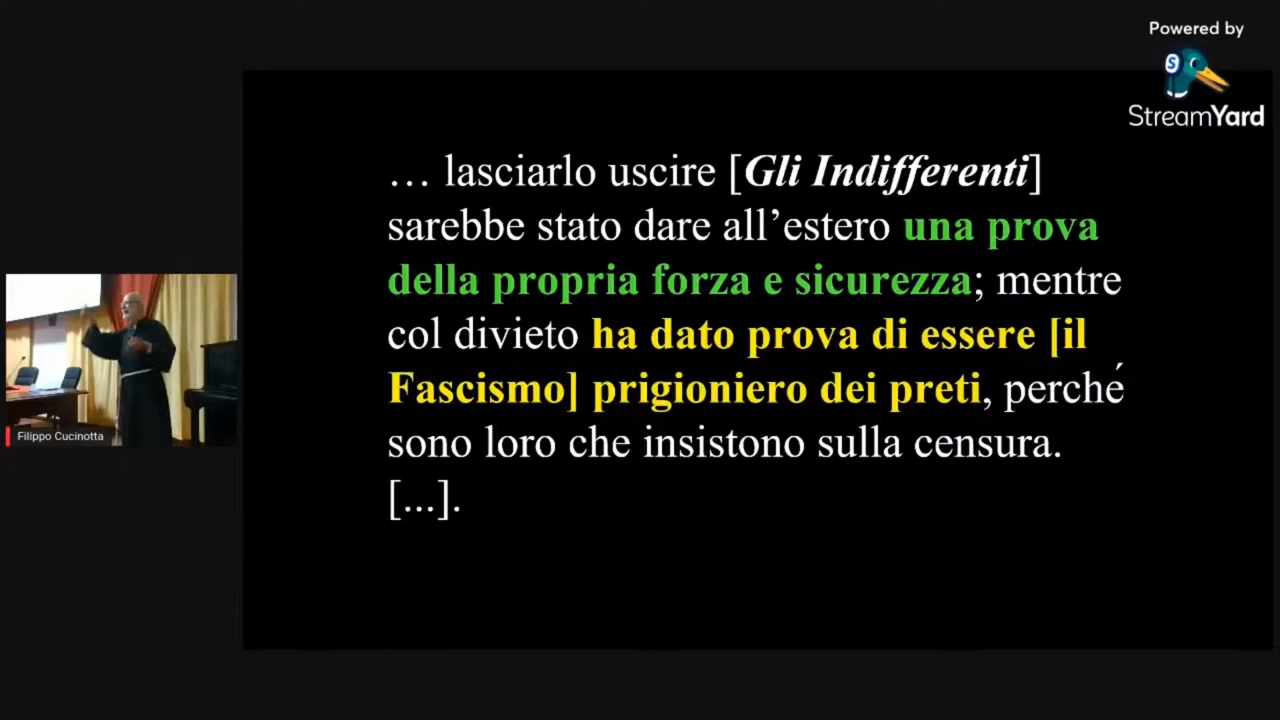 Powered by
StreamYard
… lasciarlo uscire [Gli Indifferenti]
sarebbe stato dare all’estero una prova
della propria forza e sicurezza; mentre
col divieto ha dato prova di essere [il
Fascismo] prigioniero dei preti, perché
sono loro che insistono sulla censura.
[...].
Filippo Cucinotta